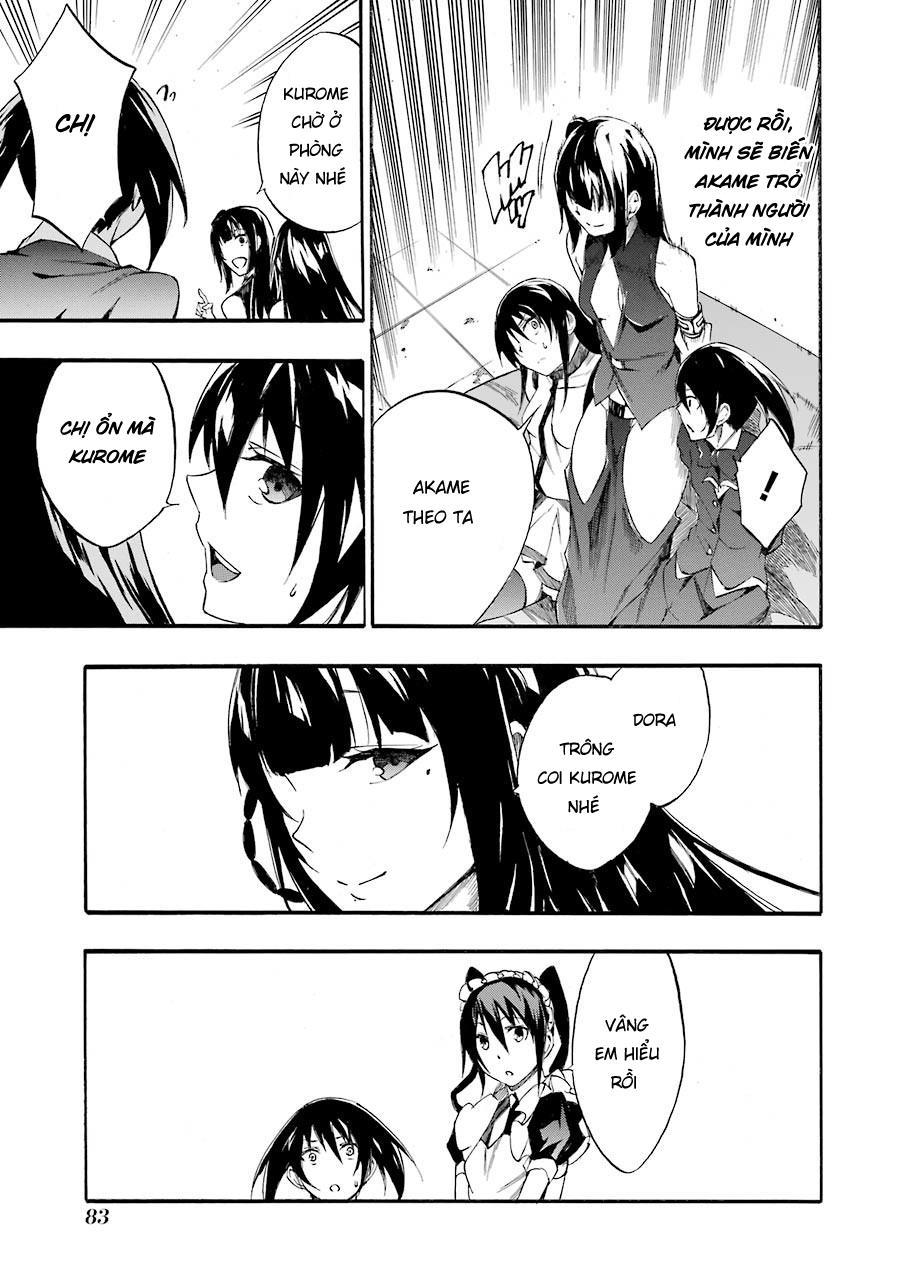 ĐƯỢC RỒI,
MÌNH SẼ BIẾN
AKAME TRỞ
THÀNH NGƯỜI
CỦA MÌNH
!
AKAME
THEO TA
KUROME
CHỜ Ở
PHÒNG
NÀY NHÉ
CHỊ
CHỊ ỔN MÀ
KUROME
DORA
TRÔNG
COI KUROME
NHÉ
VÂNG
EM HIỂU
RỒI
83